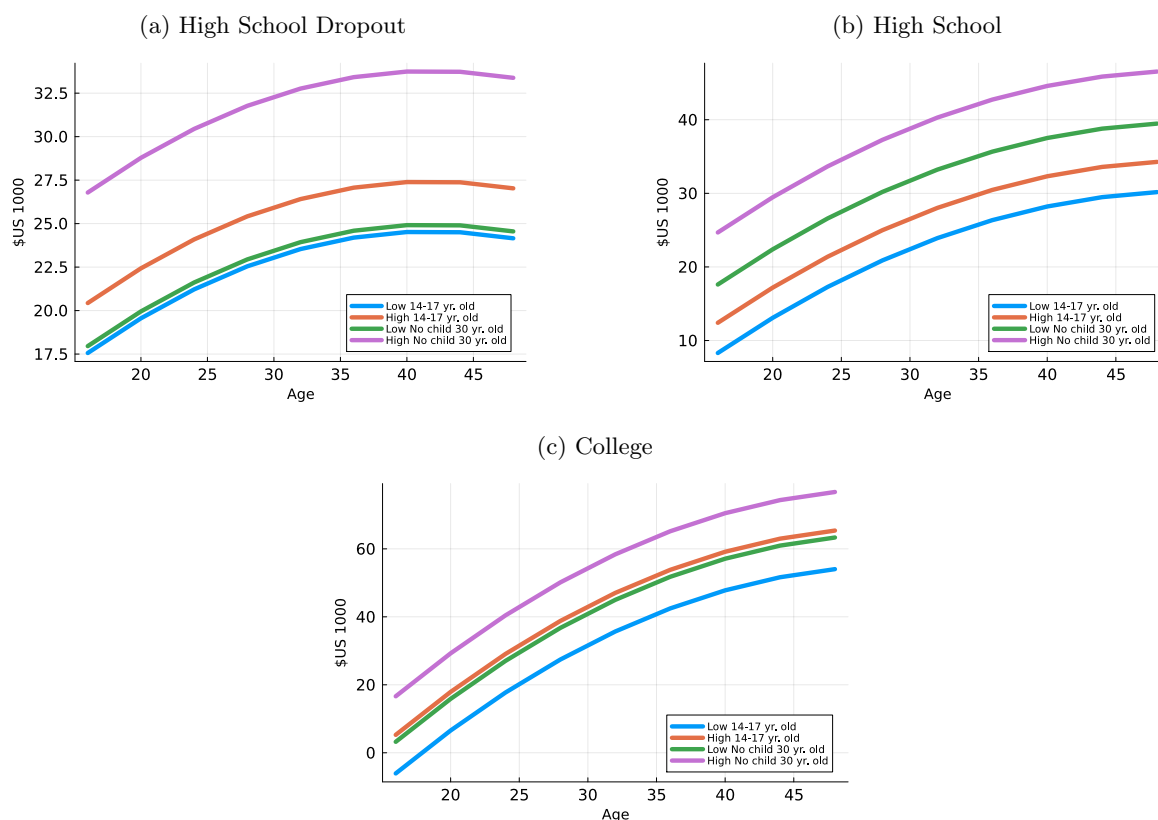 (a) High School Dropout
$US 1000
32.5
30.0
27.5
25.0
22.5
20.0
17.5
20 25 30 35 40 45
Age
Low 14-17 yr. old
High 14-17 yr. old
Low No child 30 yr. old
High No child 30 yr. old
(b) High School
$US 1000
40
30
20
10
20 25 30 35 40 45
Age
Low 14-17 yr. old
High 14-17 yr. old
Low No child 30 yr. old
High No child 30 yr. old
(c) College
$US 1000
60
40
20
0
20 25 30 35 40 45
Age
Low 14-17 yr. old
High 14-17 yr. old
Low No child 30 yr. old
High No child 30 yr. old